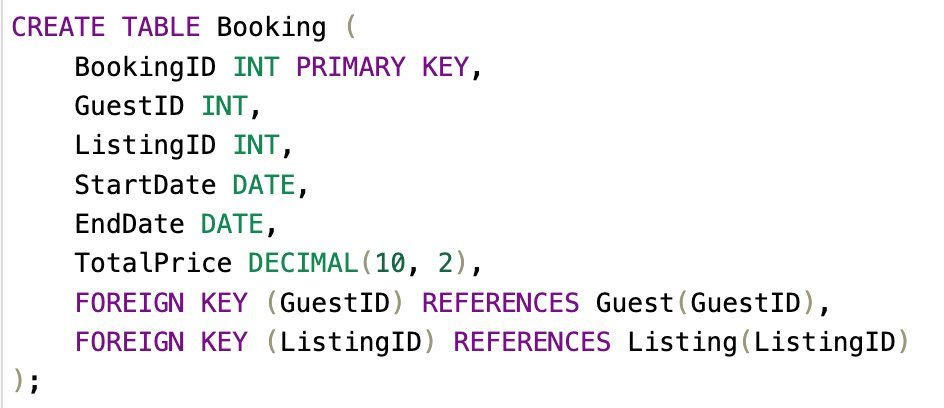 CREATE TABLE Booking (
    BookingID INT PRIMARY KEY,
    GuestID INT,
    ListingID INT,
    StartDate DATE,
    EndDate DATE,
    TotalPrice DECIMAL(10, 2),
    FOREIGN KEY (GuestID) REFERENCES Guest(GuestID),
    FOREIGN KEY (ListingID) REFERENCES Listing(ListingID)
);